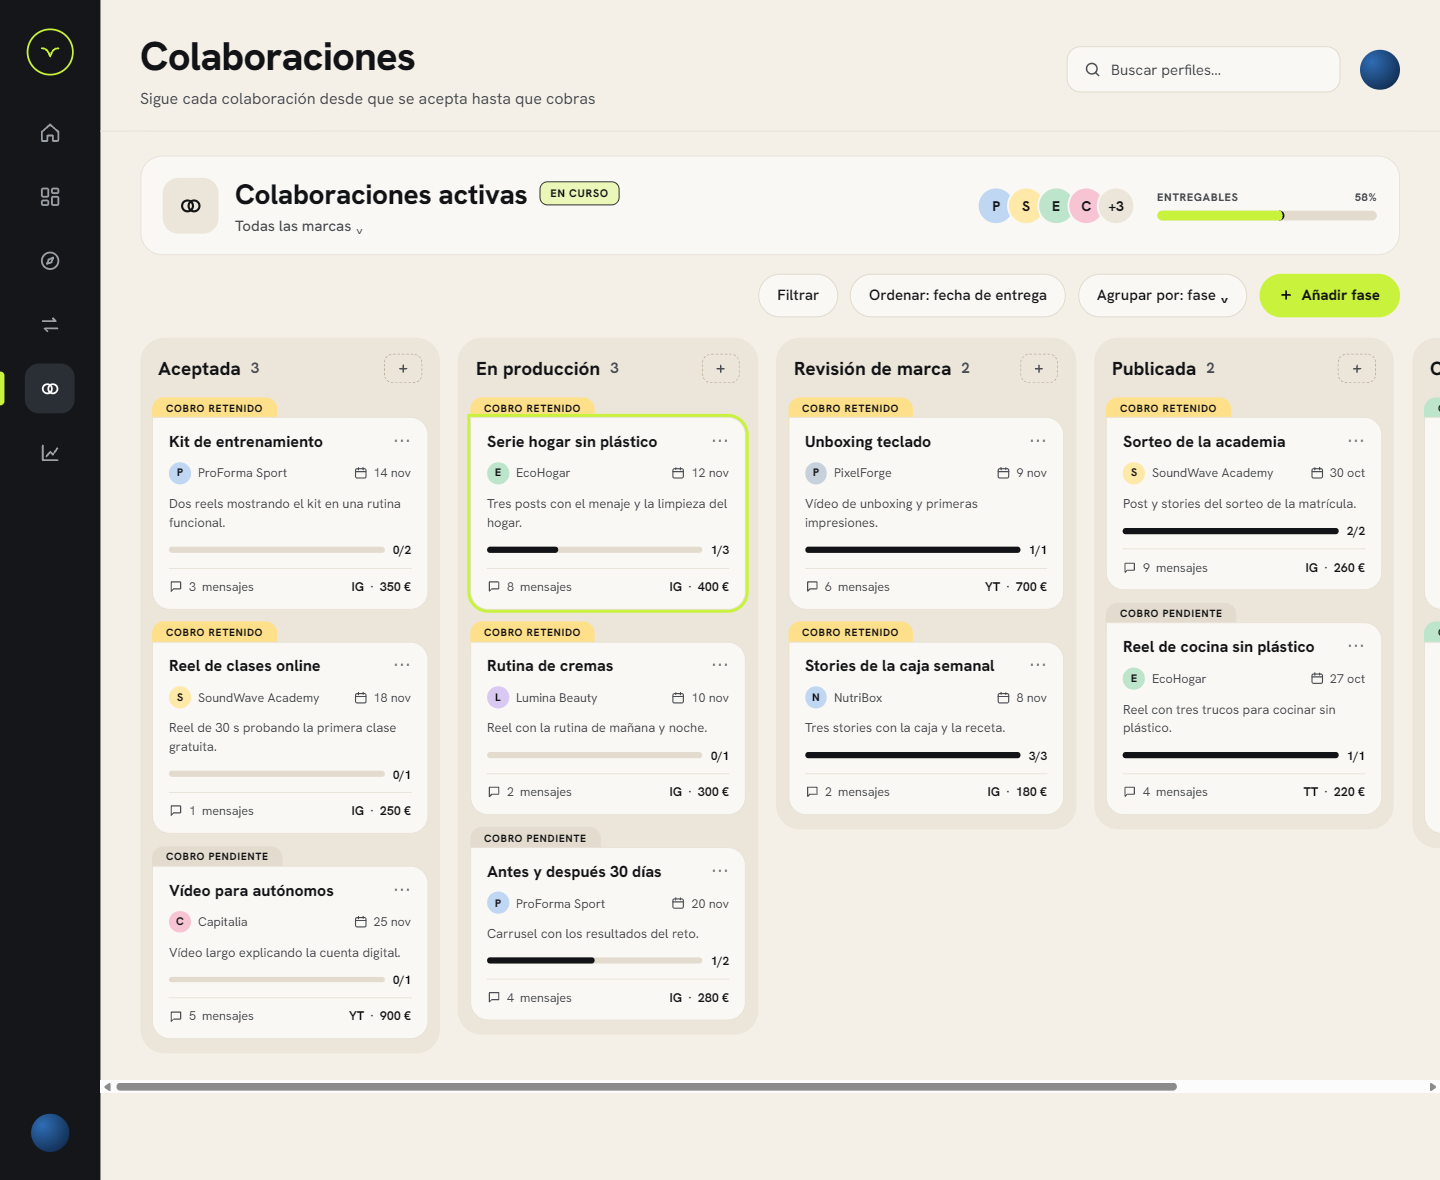 Colaboraciones
Sigue cada colaboración desde que se acepta hasta que cobras
Buscar perfiles...
Colaboraciones activas
EN CURSO
Todas las marcas
P S E C +3
ENTREGABLES 58%
Filtrar
Ordenar: fecha de entrega
Agrupar por: fase
+ Añadir fase
Aceptada 3
+
COBRO RETENIDO
Kit de entrenamiento
P ProForma Sport 14 nov
Dos reels mostrando el kit en una rutina
funcional.
0/2
3 mensajes IG · 350 €
COBRO RETENIDO
Reel de clases online
S SoundWave Academy 18 nov
Reel de 30 s probando la primera clase
gratuita.
0/1
1 mensajes IG · 250 €
COBRO PENDIENTE
Vídeo para autónomos
C Capitalia 25 nov
Vídeo largo explicando la cuenta digital.
0/1
5 mensajes YT · 900 €
En producción 3
+
COBRO RETENIDO
Serie hogar sin plástico
E EcoHogar 12 nov
Tres posts con el menaje y la limpieza del
hogar.
1/3
8 mensajes IG · 400 €
COBRO RETENIDO
Rutina de cremas
L Lumina Beauty 10 nov
Reel con la rutina de mañana y noche.
0/1
2 mensajes IG · 300 €
COBRO PENDIENTE
Antes y después 30 días
P ProForma Sport 20 nov
Carrusel con los resultados del reto.
1/2
4 mensajes IG · 280 €
Revisión de marca 2
+
COBRO RETENIDO
Unboxing teclado
P PixelForge 9 nov
Vídeo de unboxing y primeras
impresiones.
1/1
6 mensajes YT · 700 €
COBRO RETENIDO
Stories de la caja semanal
N NutriBox 8 nov
Tres stories con la caja y la receta.
3/3
2 mensajes IG · 180 €
Publicada 2
+
COBRO RETENIDO
Sorteo de la academia
S SoundWave Academy 30 oct
Post y stories del sorteo de la matrícula.
2/2
9 mensajes IG · 260 €
COBRO PENDIENTE
Reel de cocina sin plástico
E EcoHogar 27 oct
Reel con tres trucos para cocinar sin
plástico.
1/1
4 mensajes TT · 220 €